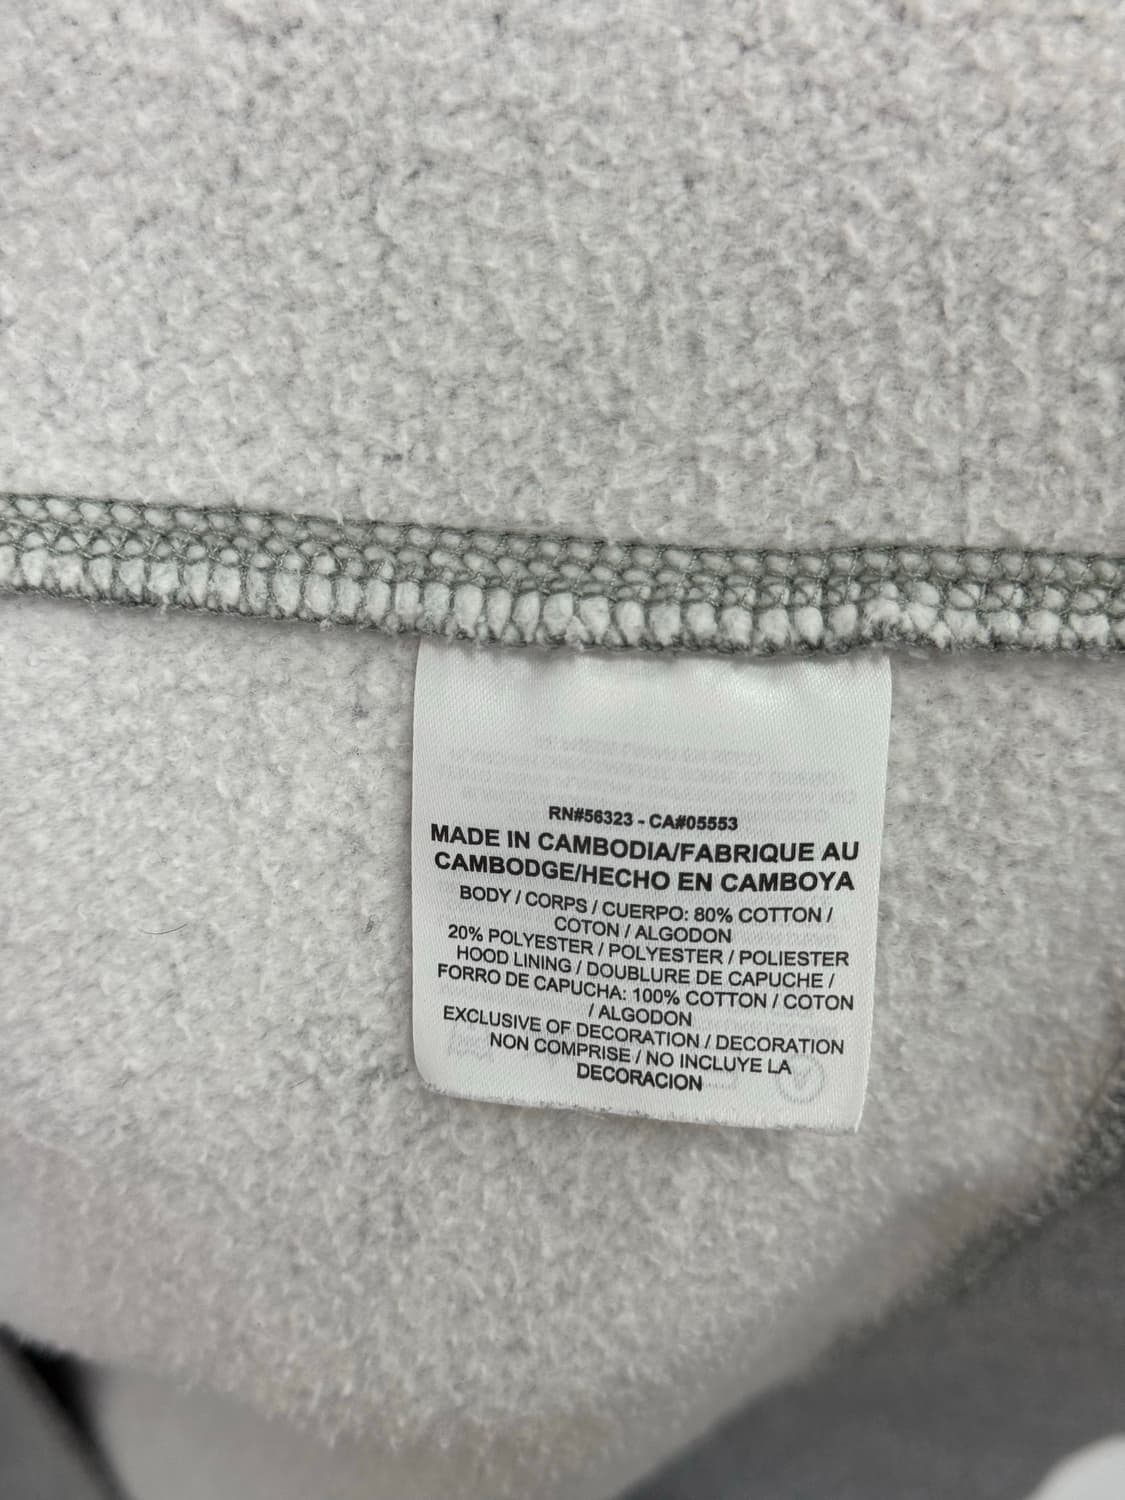 RN#56323 - CA#05553
MADE IN CAMBODIA/FABRIQUE AU
CAMBODGE/HECHO EN CAMBOYA
BODY / CORPS / CUERPO: 80% COTTON /
COTON / ALGODON
20% POLYESTER / POLYESTER / POLIESTER
HOOD LINING / DOUBLURE DE CAPUCHE /
FORRO DE CAPUCHA: 100% COTTON / COTON
/ ALGODON
EXCLUSIVE OF DECORATION / DECORATION
NON COMPRISE / NO INCLUYE LA
DECORACION